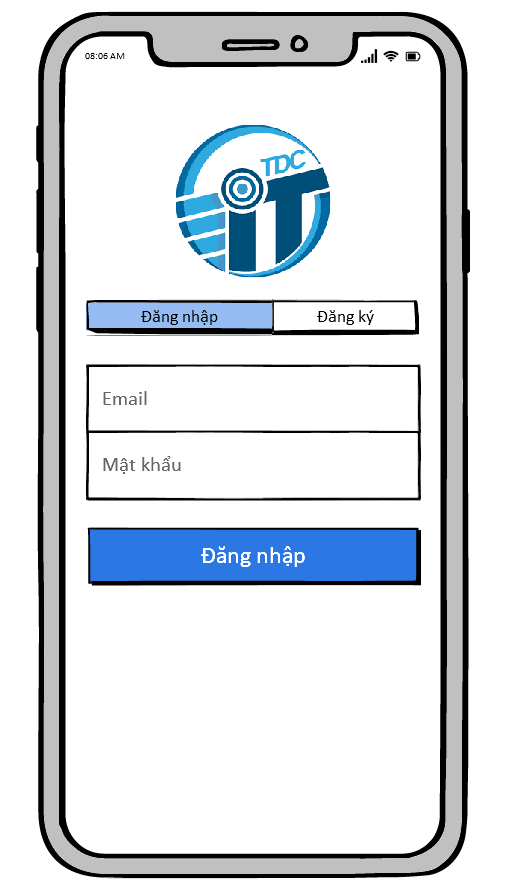 08:06 AM
TDC
iT
Đăng nhập
Đăng ký
Email
Mật khẩu
Đăng nhập